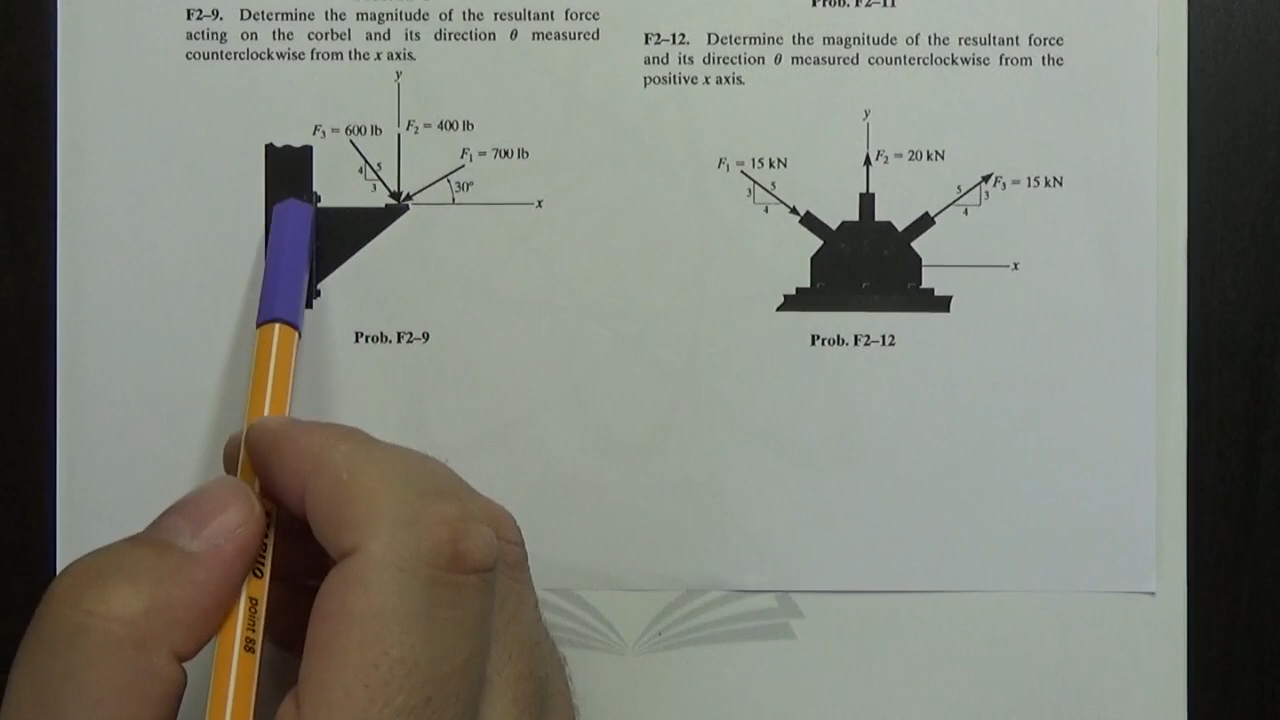 F2–9. Determine the magnitude of the resultant force
acting on the corbel and its direction θ measured
counterclockwise from the x axis.
y
F₃ = 600 lb
F₂ = 400 lb
F₁ = 700 lb
4
5
3
30°
x
Prob. F2–9
Prob. F2–11
F2–12. Determine the magnitude of the resultant force
and its direction θ measured counterclockwise from the
positive x axis.
y
F₁ = 15 kN
F₂ = 20 kN
F₃ = 15 kN
3
5
4
5
3
4
x
Prob. F2–12
point 88